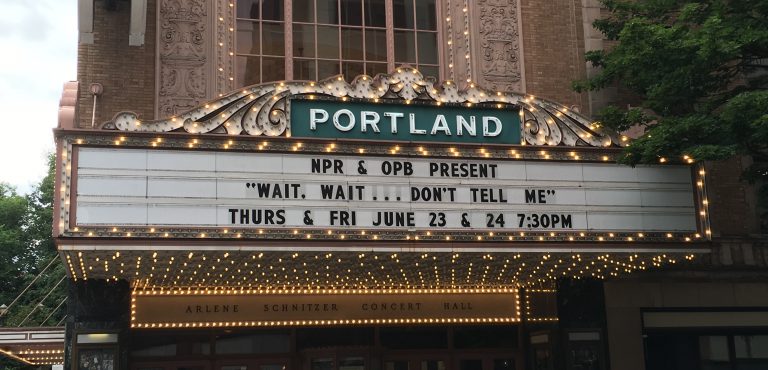 PORTLAND
NPR & OPB PRESENT
"WAIT, WAIT...DON'T TELL ME"
THURS & FRI JUNE 23 & 24 7:30PM
ARLENE SCHNITZER CONCERT HALL